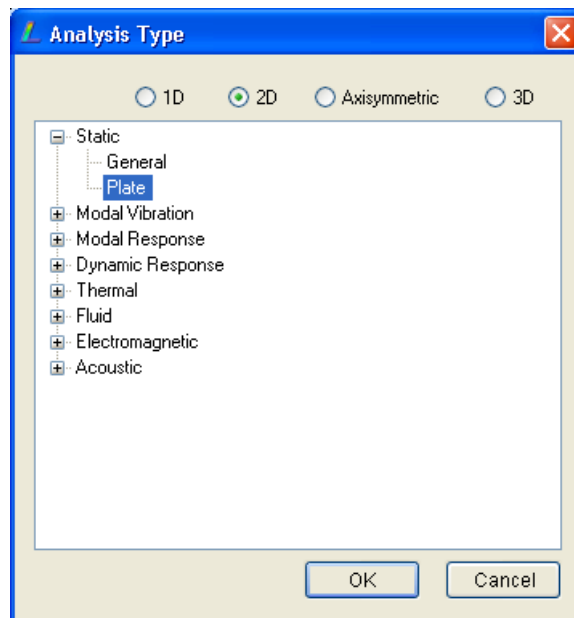 Analysis Type
1D 2D Axisymmetric 3D
Static
General
Plate
Modal Vibration
Modal Response
Dynamic Response
Thermal
Fluid
Electromagnetic
Acoustic
OK Cancel